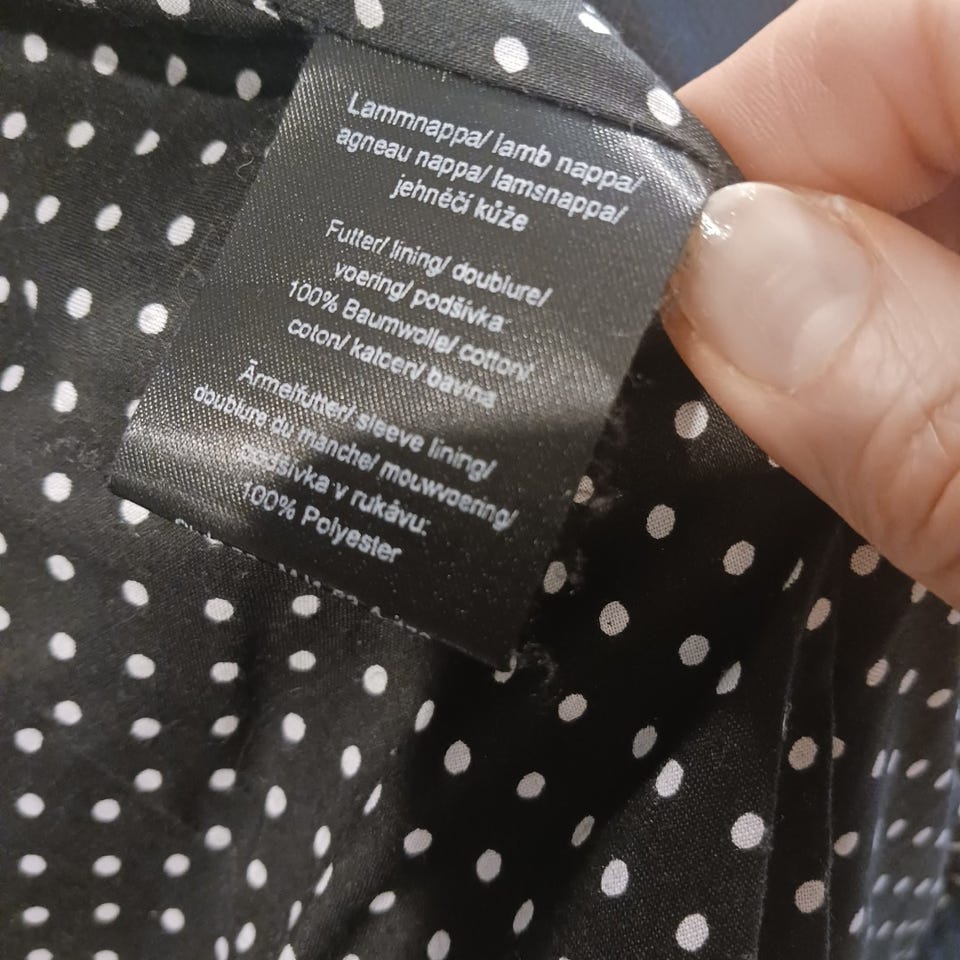 Lammnappa/ lamb nappa/
agneau nappa/ lamsnappa/
jehněčí kůže
Futter/ lining/ doublure/
voering/ podšívka:
100% Baumwolle/ cotton/
coton/ katoen/ bavlna
Ärmelfutter/ sleeve lining/
doublure du manche/ mouwvoering/
podšívka v rukávu:
100% Polyester